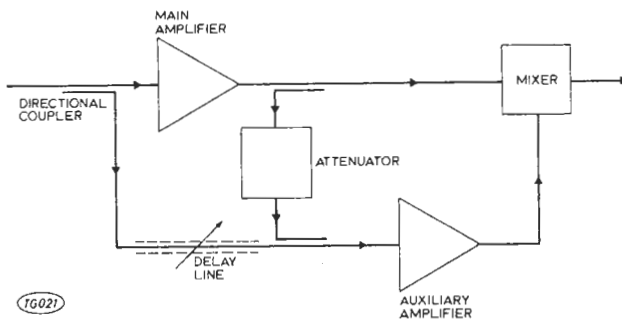 MAIN
AMPLIFIER
MIXER
DIRECTIONAL
COUPLER
ATTENUATOR
DELAY
LINE
AUXILIARY
AMPLIFIER
TG021